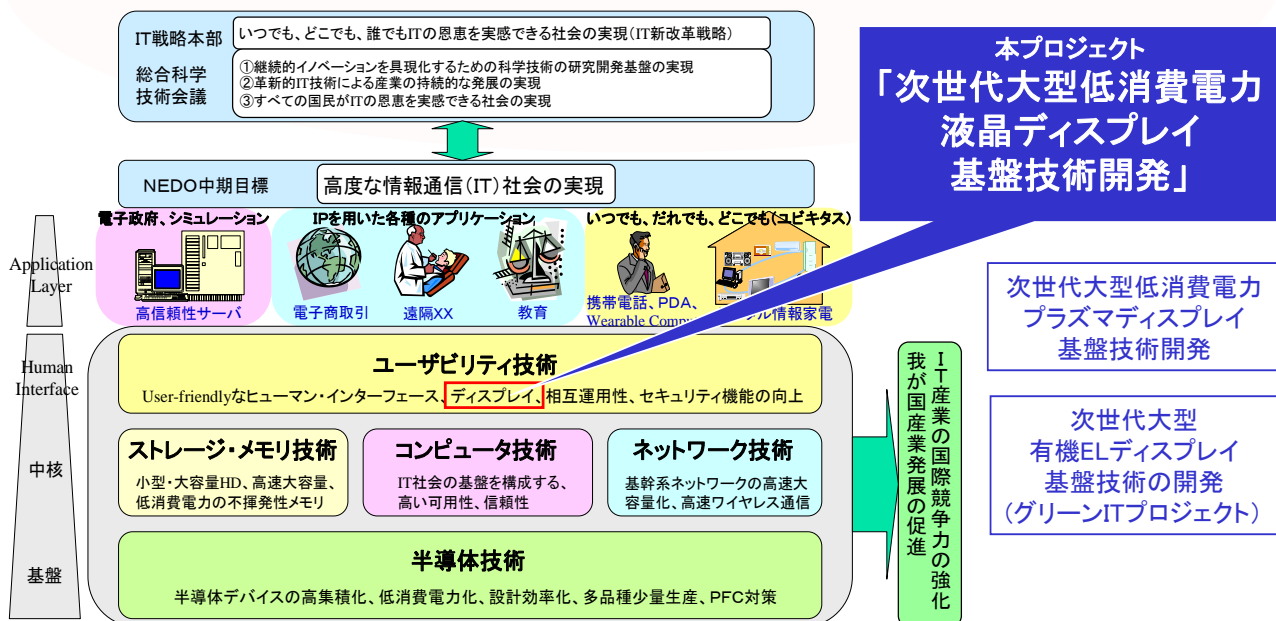 IT戦略本部
いつでも、どこでも、誰でもITの恩恵を実感できる社会の実現(IT新改革戦略)
総合科学
技術会議
①継続的イノベーションを具現化するための科学技術の研究開発基盤の実現
②革新的IT技術による産業の持続的な発展の実現
③すべての国民がITの恩恵を実感できる社会の実現
本プロジェクト
「次世代大型低消費電力
液晶ディスプレイ
基盤技術開発」
NEDO中期目標
高度な情報通信(IT)社会の実現
Application
Layer
電子政府、シミュレーション
高信頼性サーバ
IPを用いた各種のアプリケーション
電子商取引
遠隔XX
教育
いつでも、だれでも、どこでも(ユビキタス)
携帯電話、PDA、
Wearable Compu
ル情報家電
次世代大型低消費電力
プラズマディスプレイ
基盤技術開発
次世代大型
有機ELディスプレイ
基盤技術の開発
(グリーンITプロジェクト)
Human
Interface
ユーザビリティ技術
User-friendlyなヒューマン・インターフェース、ディスプレイ、相互運用性、セキュリティ機能の向上
中核
ストレージ・メモリ技術
小型・大容量HD、高速大容量、
低消費電力の不揮発性メモリ
コンピュータ技術
IT社会の基盤を構成する、
高い可用性、信頼性
ネットワーク技術
基幹系ネットワークの高速大
容量化、高速ワイヤレス通信
基盤
半導体技術
半導体デバイスの高集積化、低消費電力化、設計効率化、多品種少量生産、PFC対策
IT産業の国際競争力の強化
我が国産業発展の促進